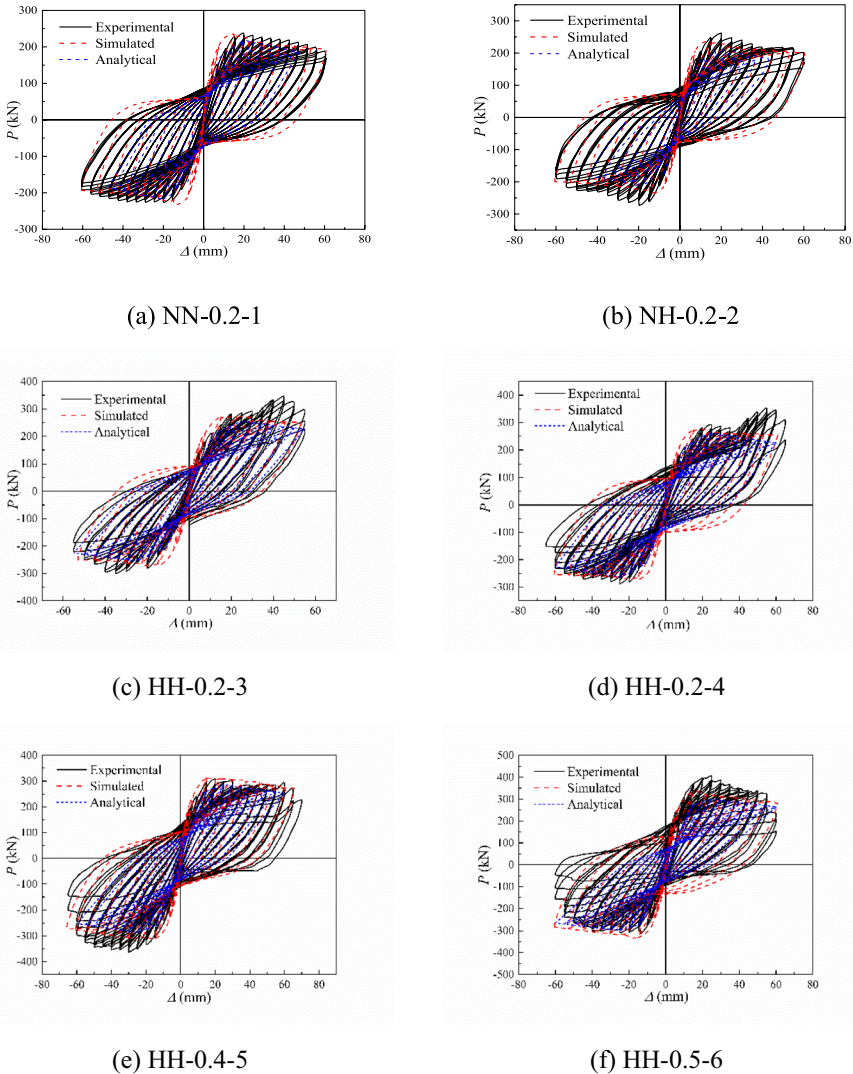 Experimental
Simulated
Analytical
300
200
100
0
-100
-200
-300
P (kN)
-80 -60 -40 -20 0 20 40 60 80
Δ (mm)
(a) NN-0.2-1
Experimental
Simulated
Analytical
300
200
100
0
-100
-200
-300
P (kN)
-80 -60 -40 -20 0 20 40 60 80
Δ (mm)
(b) NH-0.2-2
Experimental
Simulated
Analytical
400
300
200
100
0
-100
-200
-300
-400
P (kN)
-60 -40 -20 0 20 40 60
Δ (mm)
(c) HH-0.2-3
Experimental
Simulated
Analytical
400
300
200
100
0
-100
-200
-300
P (kN)
-80 -60 -40 -20 0 20 40 60 80
Δ (mm)
(d) HH-0.2-4
Experimental
Simulated
Analytical
400
300
200
100
0
-100
-200
-300
-400
P (kN)
-80 -60 -40 -20 0 20 40 60 80
Δ (mm)
(e) HH-0.4-5
Experimental
Simulated
Analytical
500
400
300
200
100
0
-100
-200
-300
-400
-500
P (kN)
-80 -60 -40 -20 0 20 40 60 80
Δ (mm)
(f) HH-0.5-6